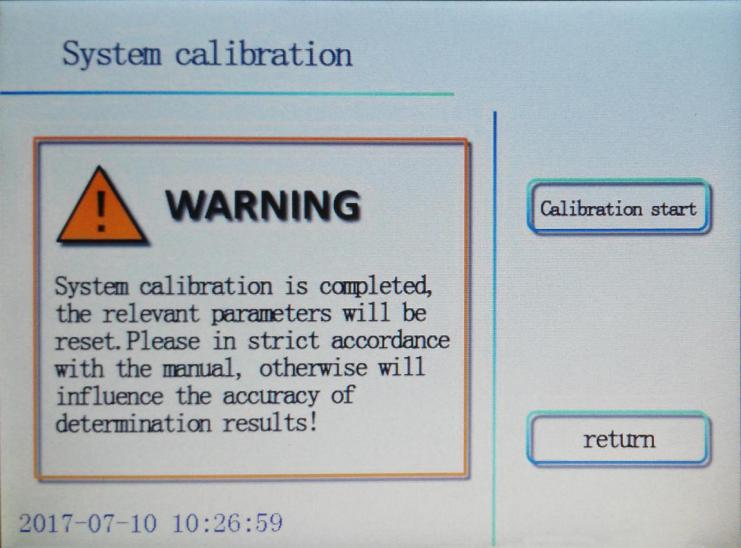 System calibration
WARNING
System calibration is completed,
the relevant parameters will be
reset.Please in strict accordance
with the manual, otherwise will
influence the accuracy of
determination results!
Calibration start
return
2017-07-10 10:26:59